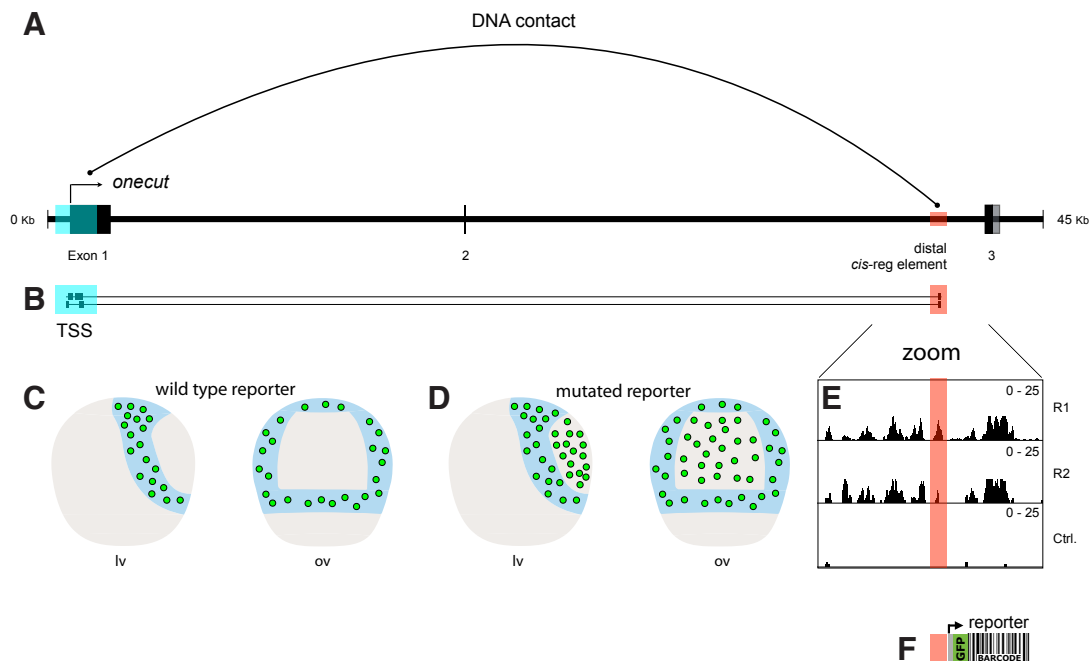 A
DNA contact
onecut
0 Kb
45 Kb
Exon 1
2
distal
cis-reg element
3
B
TSS
zoom
C
wild type reporter
lv
ov
D
mutated reporter
lv
ov
E
0 - 25
R1
0 - 25
R2
0 - 25
Ctrl.
F
reporter
GFP
BARCODE